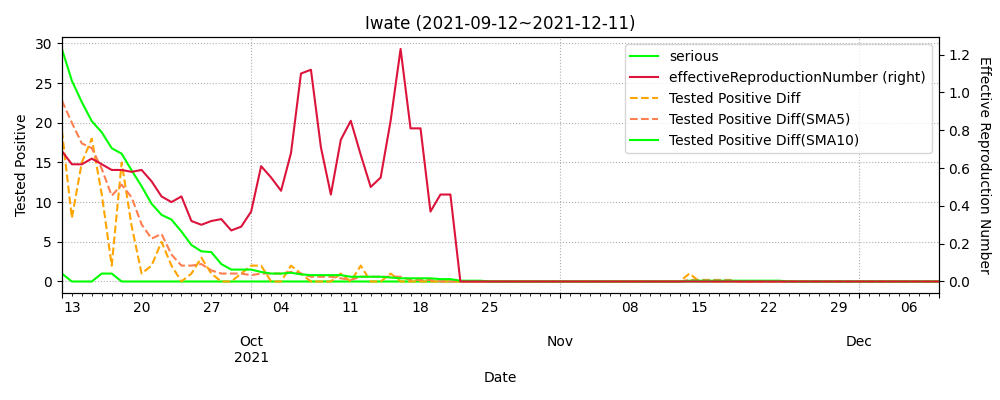 Iwate (2021-09-12~2021-12-11)
serious
effectiveReproductionNumber (right)
Tested Positive Diff
Tested Positive Diff(SMA5)
Tested Positive Diff(SMA10)
Tested Positive
30
25
20
15
10
5
0
1.2
1.0
0.8
0.6
0.4
0.2
0.0
Effective Reproduction Number
13 20 27 04 11 18 25 08 15 22 29 06
Oct Nov Dec
2021
Date